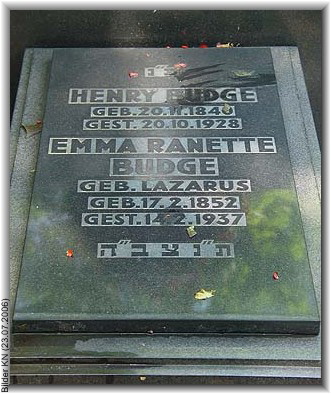 פ״נ
HENRY BUDGE
GEB. 20.11.1840
GEST. 20.10.1928
EMMA RANETTE
BUDGE
GEB. LAZARUS
GEB. 17.2.1852
GEST. 14.2.1937
ת״נ״צ״ב״ה
Bilder KN (23.07.2006)